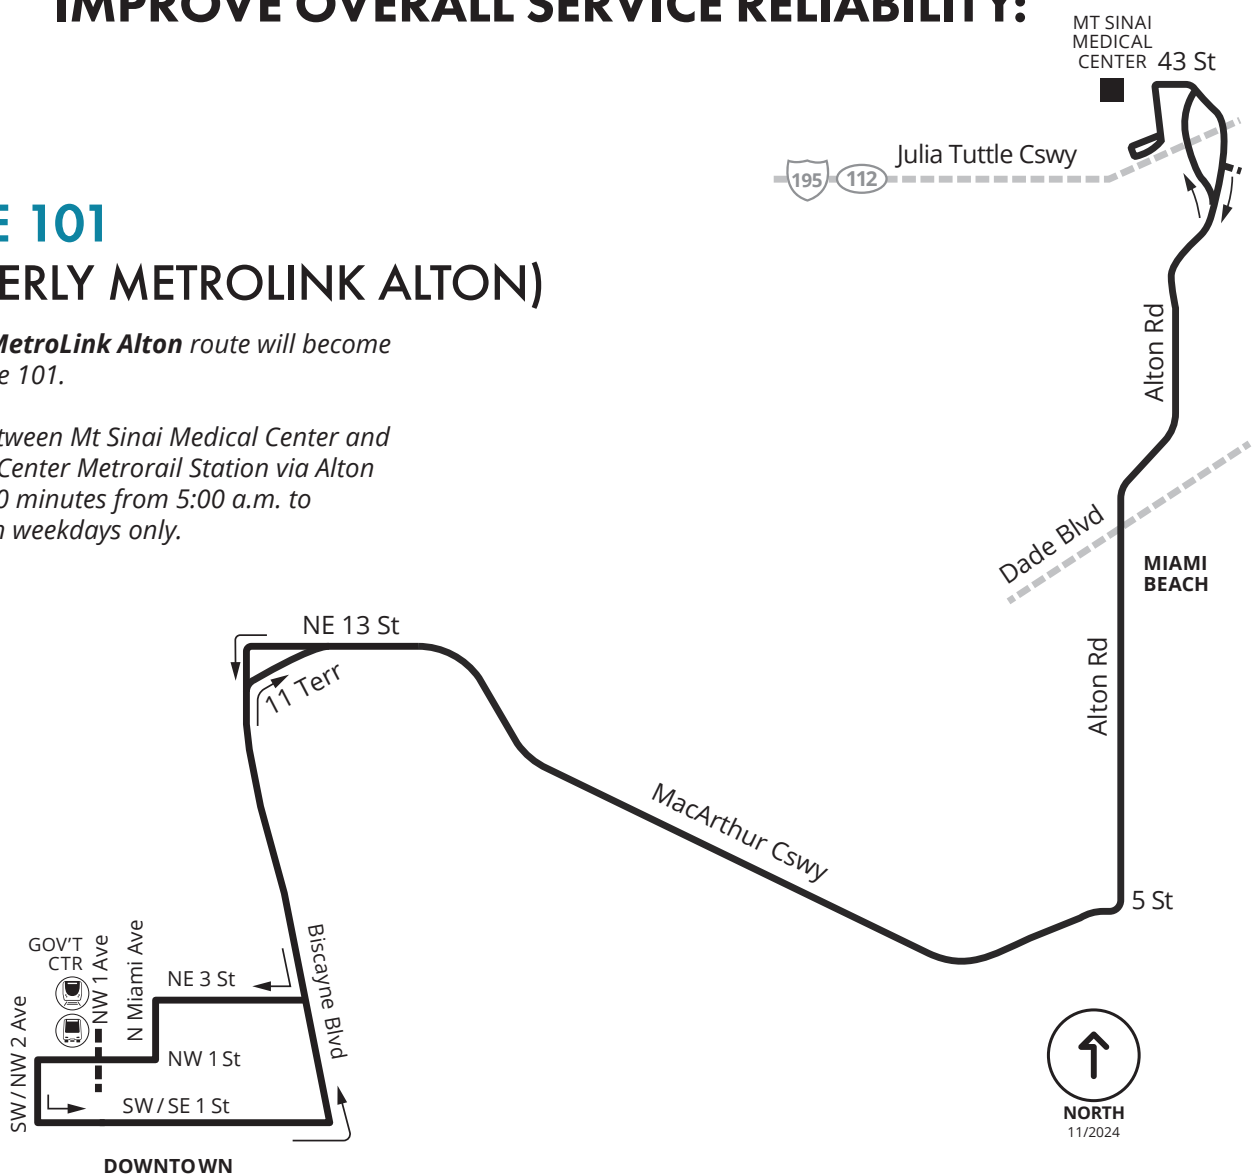 IMPROVE OVERALL SERVICE RELIABILITY:
MT SINAI
MEDICAL
CENTER
43 St
Julia Tuttle Cswy
195
112
E 101
ERLY METROLINK ALTON)
MetroLink Alton route will become
e 101.
tween Mt Sinai Medical Center and
Center Metrorail Station via Alton
0 minutes from 5:00 a.m. to
n weekdays only.
Alton Rd
Dade Blvd
MIAMI
BEACH
NE 13 St
11 Terr
Alton Rd
MacArthur Cswy
5 St
Biscayne Blvd
GOV'T
CTR
NW 1 Ave
N Miami Ave
NE 3 St
SW / NW 2 Ave
NW 1 St
SW / SE 1 St
DOWNTOWN
NORTH
11/2024